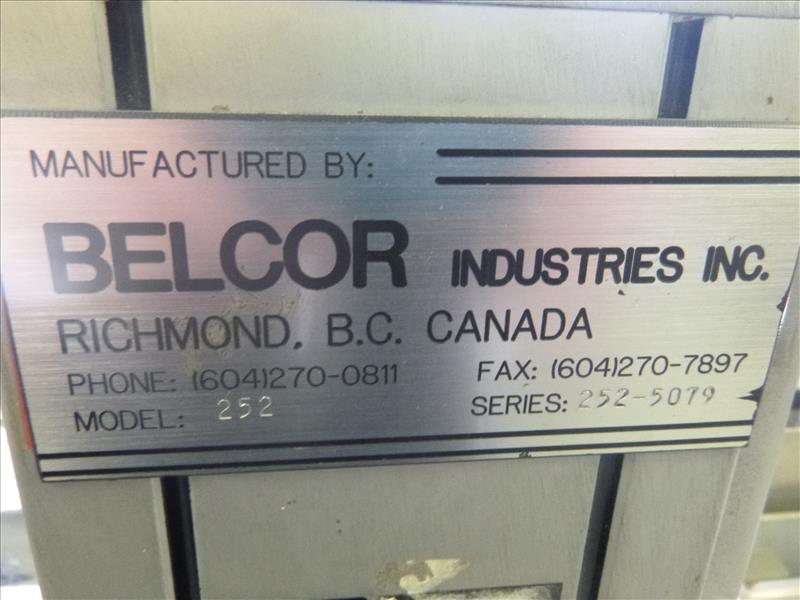 MANUFACTURED BY:
BELCOR INDUSTRIES INC.
RICHMOND, B.C. CANADA
PHONE: (604)270-0811 FAX: (604)270-7897
MODEL: 252 SERIES: 252-5079